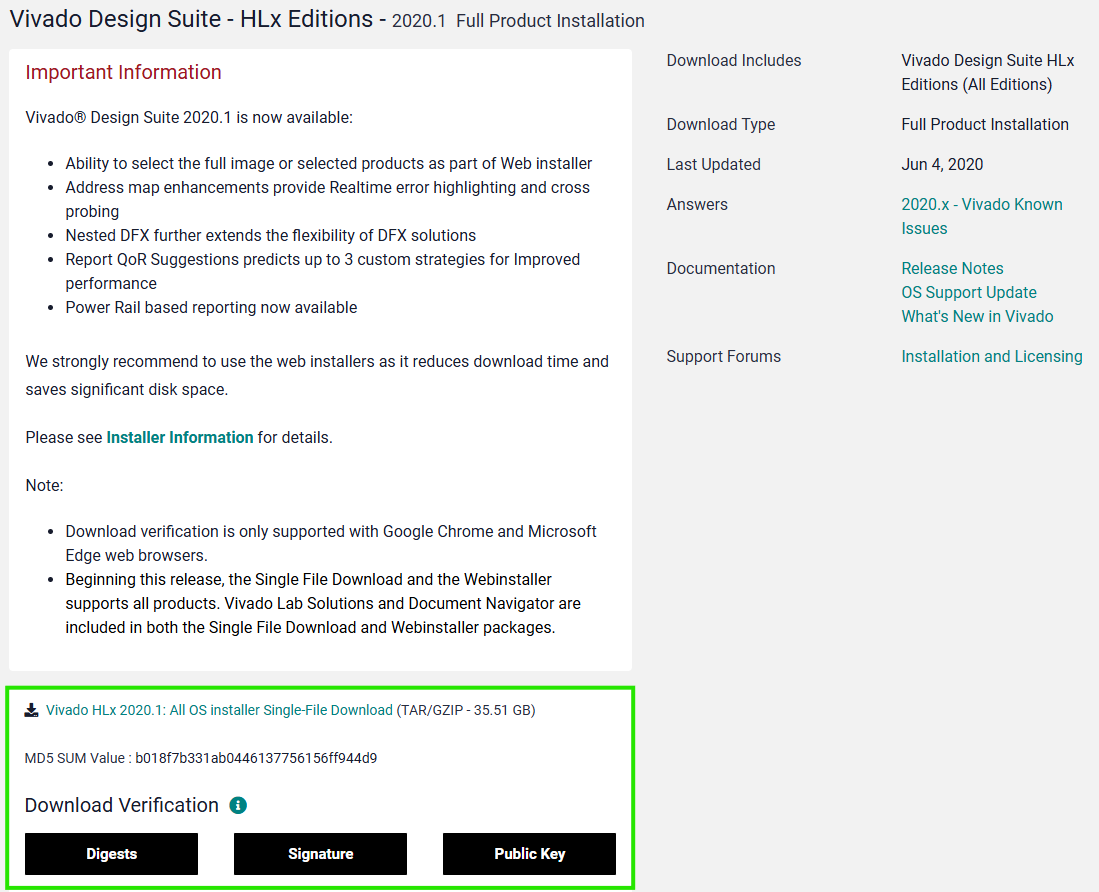 Vivado Design Suite - HLx Editions - 2020.1 Full Product Installation
Important Information
Vivado® Design Suite 2020.1 is now available:
• Ability to select the full image or selected products as part of Web installer
• Address map enhancements provide Realtime error highlighting and cross
probing
• Nested DFX further extends the flexibility of DFX solutions
• Report QoR Suggestions predicts up to 3 custom strategies for Improved
performance
• Power Rail based reporting now available
We strongly recommend to use the web installers as it reduces download time and
saves significant disk space.
Please see Installer Information for details.
Note:
• Download verification is only supported with Google Chrome and Microsoft
Edge web browsers.
• Beginning this release, the Single File Download and the Webinstaller
supports all products. Vivado Lab Solutions and Document Navigator are
included in both the Single File Download and Webinstaller packages.
Vivado HLx 2020.1: All OS installer Single-File Download (TAR/GZIP - 35.51 GB)
MD5 SUM Value : b018f7b331ab0446137756156ff944d9
Download Verification
Digests
Signature
Public Key
Download Includes
Vivado Design Suite HLx
Editions (All Editions)
Download Type
Full Product Installation
Last Updated
Jun 4, 2020
Answers
2020.x - Vivado Known
Issues
Documentation
Release Notes
OS Support Update
What's New in Vivado
Support Forums
Installation and Licensing